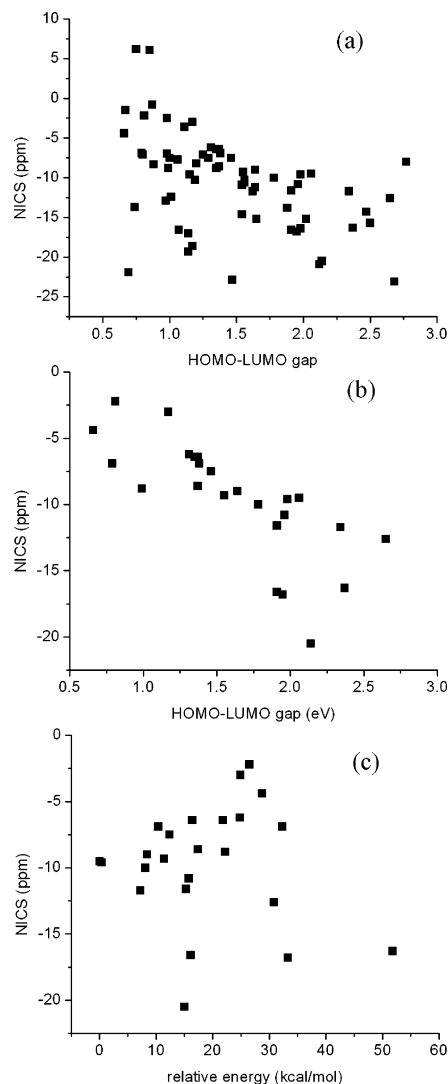 (a)
10
5
0
-5
-10
-15
-20
-25
NICS (ppm)
0.5 1.0 1.5 2.0 2.5 3.0
HOMO-LUMO gap
(b)
0
-5
-10
-15
-20
NICS (ppm)
0.5 1.0 1.5 2.0 2.5 3.0
HOMO-LUMO gap (eV)
(c)
0
-5
-10
-15
-20
NICS (ppm)
0 10 20 30 40 50 60
relative energy (kcal/mol)